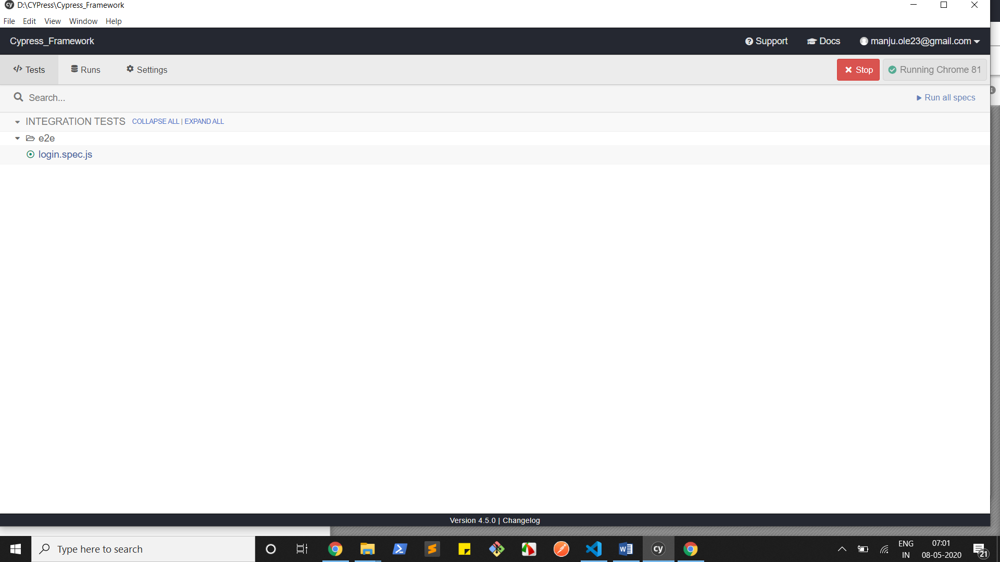 cy D:\CYPress\Cypress_Framework
File Edit View Window Help
Cypress_Framework
Support Docs manju.ole23@gmail.com
Tests Runs Settings Stop Running Chrome 81
Search... Run all specs
INTEGRATION TESTS COLLAPSE ALL | EXPAND ALL
e2e
login.spec.js
Version 4.5.0 | Changelog
Type here to search
cy
ENG
IN
07:01
08-05-2020
21